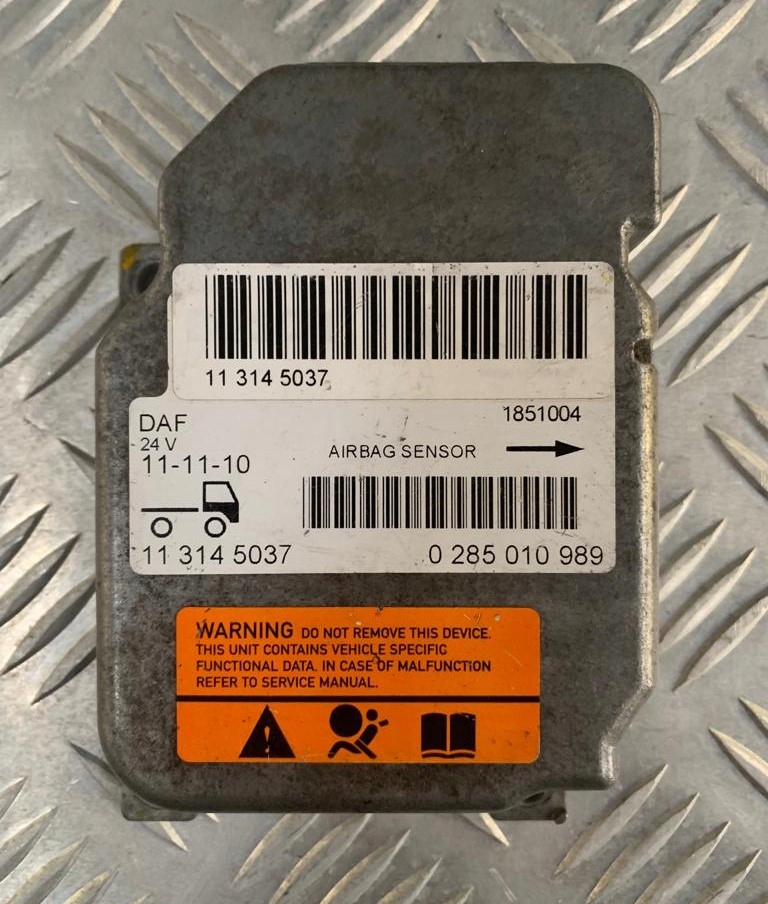 11 314 5037
DAF
1851004
24 V
AIRBAG SENSOR
11-11-10
11 314 5037
0 285 010 989
WARNING DO NOT REMOVE THIS DEVICE.
THIS UNIT CONTAINS VEHICLE SPECIFIC
FUNCTIONAL DATA. IN CASE OF MALFUNCTION
REFER TO SERVICE MANUAL.